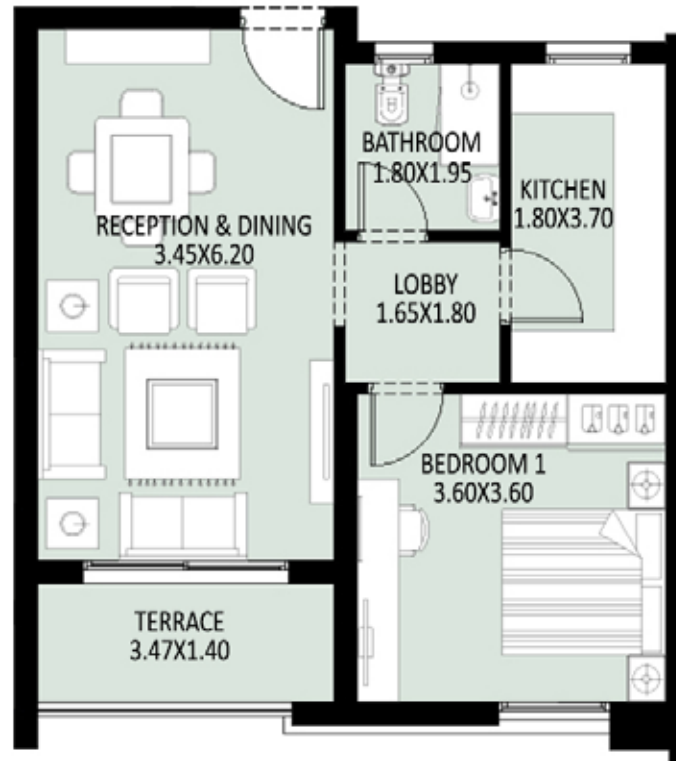 BATHROOM
1.80X1.95
KITCHEN
1.80X3.70
RECEPTION & DINING
3.45X6.20
LOBBY
1.65X1.80
BEDROOM 1
3.60X3.60
TERRACE
3.47X1.40